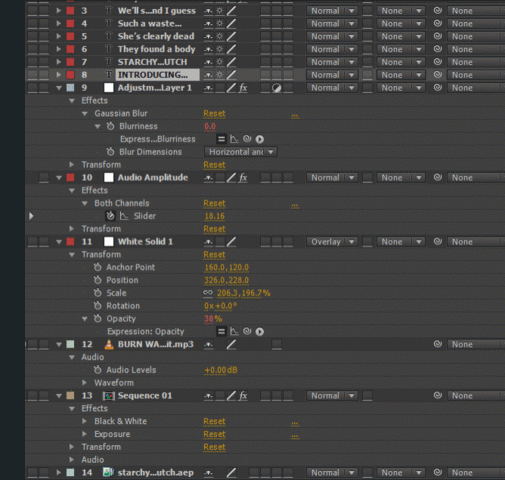 3 T We'll s...nd I guess Normal None None
4 T Such a waste... Normal None None
5 T She's clearly dead Normal None None
6 T They found a body Normal None None
7 T STARCHY...UTCH Normal None None
8 T INTRODUCING... Normal None None
9 Adjustm...Layer 1 fx Normal None None
Effects
Gaussian Blur Reset ...
Blurriness 0.0
Express...Blurriness
Blur Dimensions Horizontal an
Transform Reset
10 Audio Amplitude fx Normal None None
Effects
Both Channels Reset ...
Slider 18.16
Transform Reset
11 White Solid 1 Overlay None None
Transform Reset
Anchor Point 160.0,120.0
Position 326.0,228.0
Scale 206.3,196.7%
Rotation 0x+0.0°
Opacity 30%
Expression: Opacity
12 BURN WA...it.mp3 None
Audio
Audio Levels +0.00dB
Waveform
13 Sequence 01 fx Normal None None
Effects
Black & White Reset ...
Exposure Reset ...
Transform Reset
Audio
14 starchy...utch.aep Normal None None